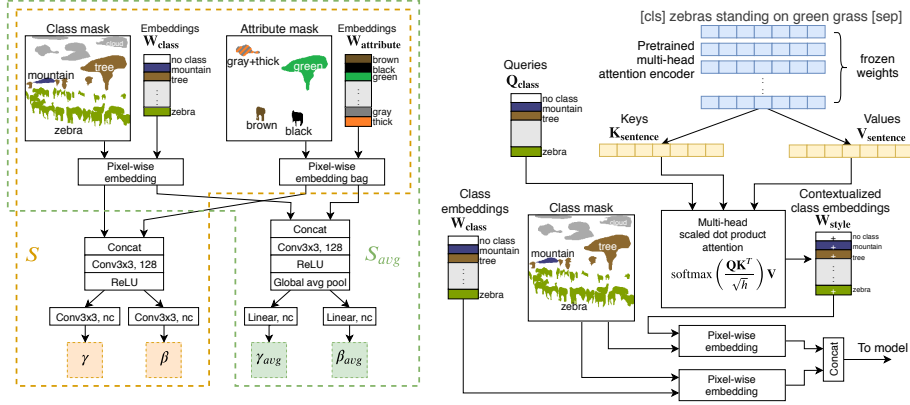 Class mask
Embeddings
W_class
cloud
tree
mountain
zebra
no class
mountain
tree
zebra
Attribute mask
Embeddings
W_attribute
gray+thick
green
brown
black
brown
black
green
gray
thick
Pixel-wise
embedding
Pixel-wise
embedding bag
S
S_avg
Concat
Conv3x3, 128
ReLU
Conv3x3, nc
Conv3x3, nc
γ
β
Concat
Conv3x3, 128
ReLU
Global avg pool
Linear, nc
Linear, nc
γ_avg
β_avg
[cls] zebras standing on green grass [sep]
Pretrained
multi-head
attention encoder
frozen
weights
Queries
Q_class
no class
mountain
tree
zebra
Keys
K_sentence
Values
V_sentence
Class
embeddings
W_class
no class
mountain
tree
zebra
Class mask
cloud
tree
mountain
zebra
Multi-head
scaled dot product
attention
softmax (QK^T / √h) V
Contextualized
class embeddings
W_style
no class
mountain
tree
zebra
+
+
+
+
Pixel-wise
embedding
Pixel-wise
embedding
Concat
To model